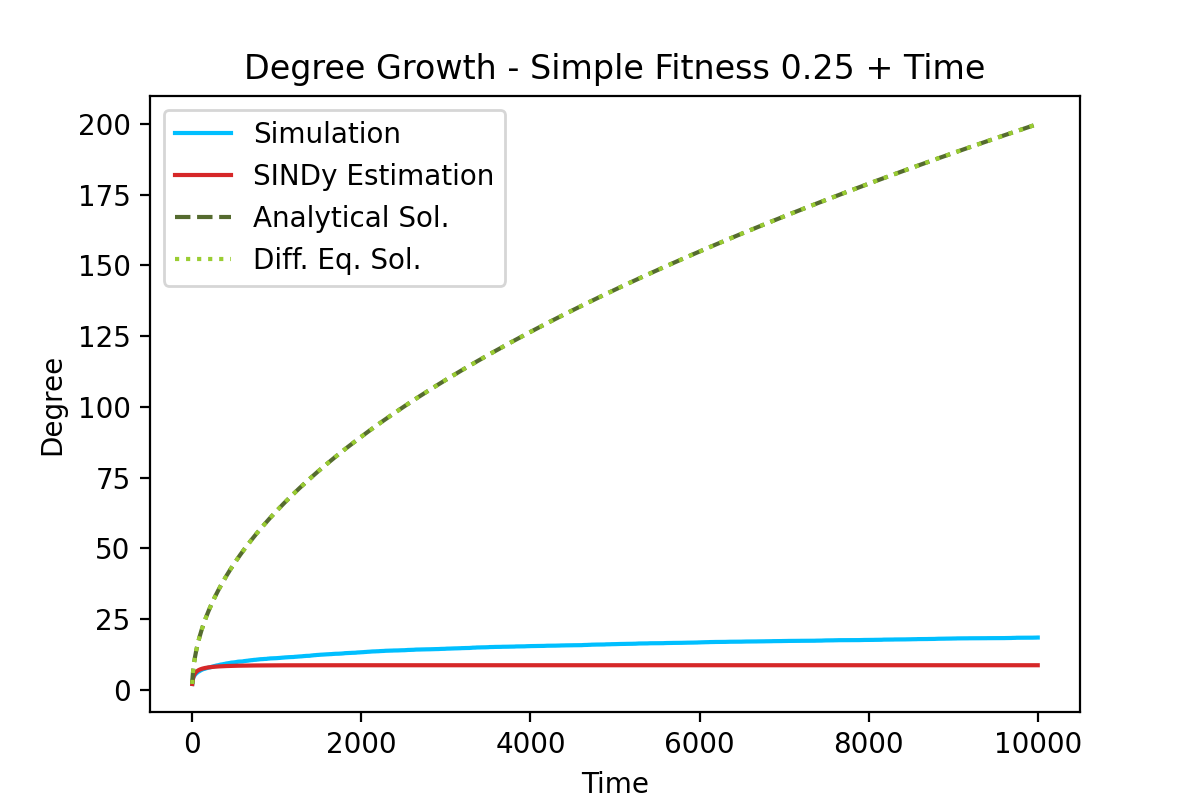 Degree Growth - Simple Fitness 0.25 + Time
Simulation
SINDy Estimation
Analytical Sol.
Diff. Eq. Sol.
200
175
150
125
100
75
50
25
0
Degree
0 2000 4000 6000 8000 10000
Time